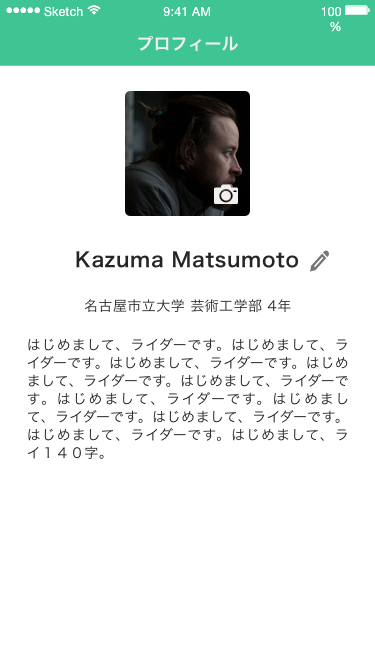 Sketch 9:41 AM 100
%
プロフィール
Kazuma Matsumoto
名古屋市立大学 芸術工学部 4年
はじめまして、ライダーです。はじめまして、ラ
イダーです。はじめまして、ライダーです。はじめ
まして、ライダーです。はじめまして、ライダーで
す。はじめまして、ライダーです。はじめまし
て、ライダーです。はじめまして、ライダーです。
はじめまして、ライダーです。はじめまして、ラ
イ１４０字。